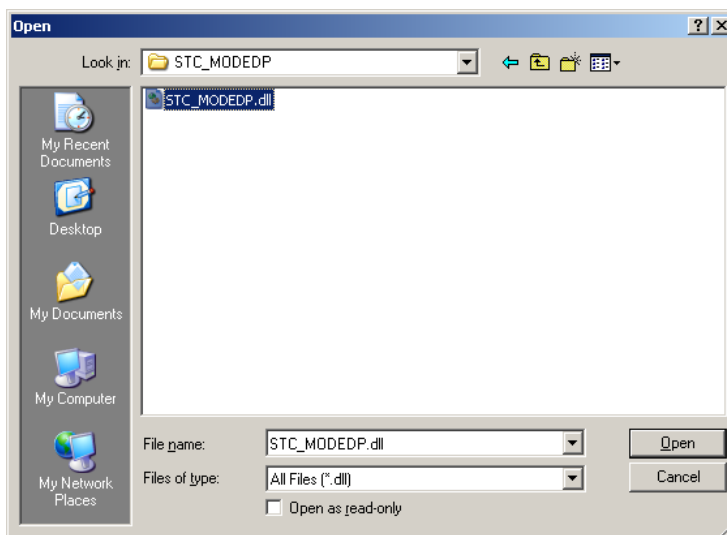 Open
Look in:
STC_MODEDP
STC_MODEDP.dll
My Recent
Documents
Desktop
My Documents
My Computer
My Network
Places
File name:
STC_MODEDP.dll
Open
Files of type:
All Files (*.dll)
Cancel
Open as read-only